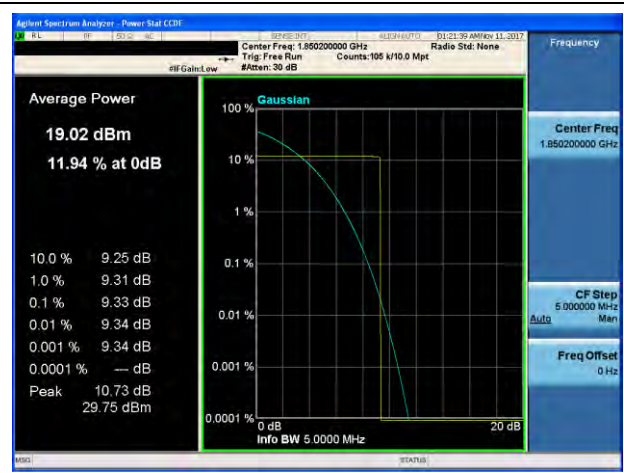 Agilent Spectrum Analyzer - Power Stat CCDF
RL RF 50 Ω AC SENSE:INT ALIGN AUTO 01:21:39 AM Nov 11, 2017
Center Freq: 1.850200000 GHz Radio Std: None
Trig: Free Run Counts:105 k/10.0 Mpt
#IFGain:Low #Atten: 30 dB
Frequency
Average Power
19.02 dBm
11.94 % at 0dB
10.0 % 9.25 dB
1.0 % 9.31 dB
0.1 % 9.33 dB
0.01 % 9.34 dB
0.001 % 9.34 dB
0.0001 % --- dB
Peak 10.73 dB
29.75 dBm
Gaussian
100 %
10 %
1 %
0.1 %
0.01 %
0.001 %
0.0001 %
0 dB 20 dB
Info BW 5.0000 MHz
Center Freq
1.850200000 GHz
CF Step
5.000000 MHz
Auto Man
Freq Offset
0 Hz
MSG STATUS